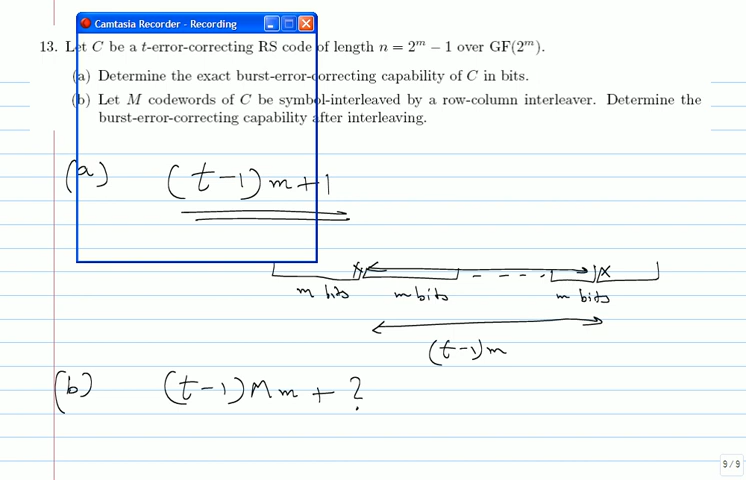 Camtasia Recorder - Recording
13. Let C be a t-error-correcting RS code of length n = 2^m − 1 over GF(2^m).
(a) Determine the exact burst-error-correcting capability of C in bits.
(b) Let M codewords of C be symbol-interleaved by a row-column interleaver. Determine the
burst-error-correcting capability after interleaving.
(a) (t-1)m+1
m bits m bits m bits
(t-1)m
(b) (t-1)Mm + ?
9 / 9